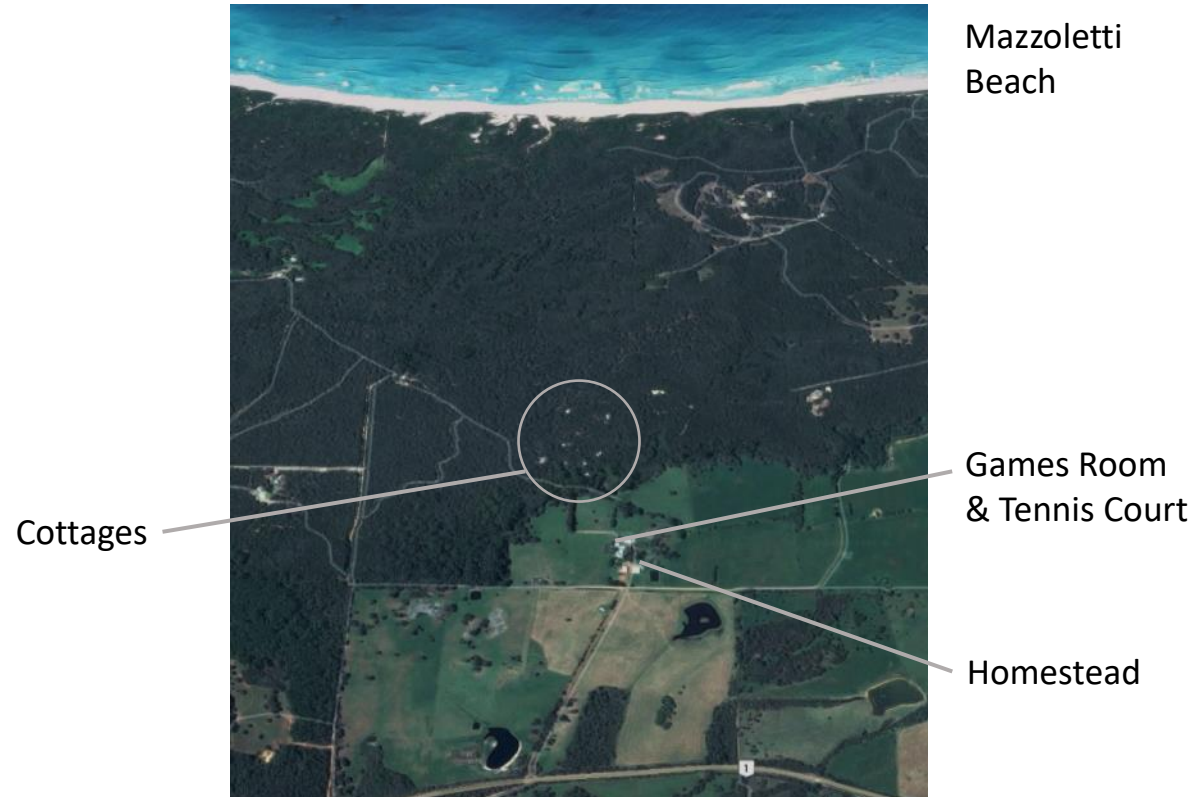 Mazzoletti
Beach
Games Room
& Tennis Court
Cottages
Homestead
1